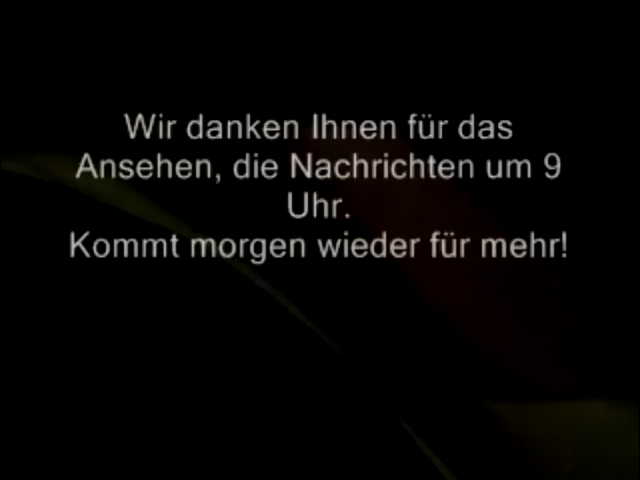 Wir danken Ihnen für das
Ansehen, die Nachrichten um 9
Uhr.
Kommt morgen wieder für mehr!